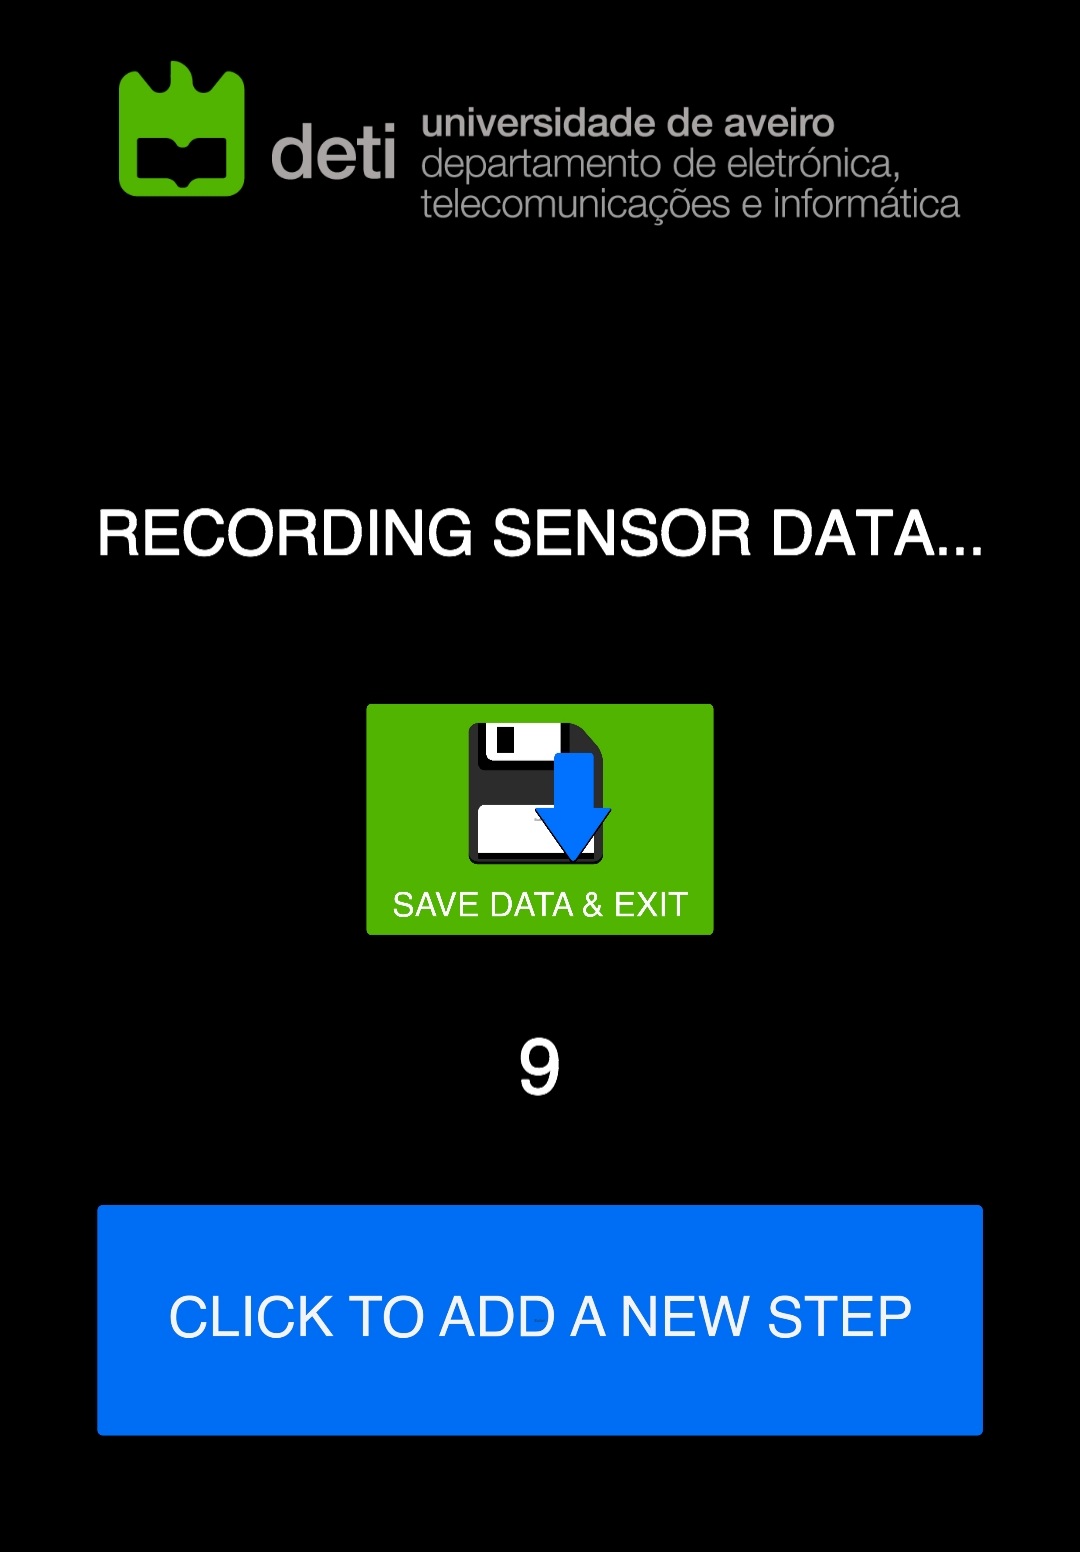 deti
universidade de aveiro
departamento de eletrónica,
telecomunicações e informática
RECORDING SENSOR DATA...
SAVE DATA & EXIT
9
CLICK TO ADD A NEW STEP